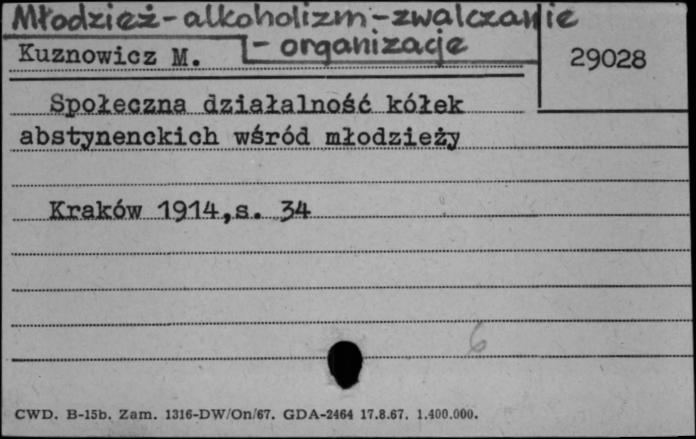 Młodzież - alkoholizm - zwalczanie
- organizacje
Kuznowicz M.
29028
Społeczna działalność kółek
abstynenckich wśród młodzieży
Kraków 1914,s. 34
6
CWD. B-15b. Zam. 1316-DW/On/67. GDA-2464 17.8.67. 1.400.000.